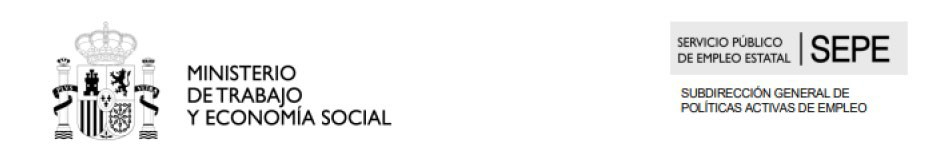 MINISTERIO
DE TRABAJO
Y ECONOMÍA SOCIAL
SERVICIO PÚBLICO
DE EMPLEO ESTATAL
SEPE
SUBDIRECCIÓN GENERAL DE
POLÍTICAS ACTIVAS DE EMPLEO